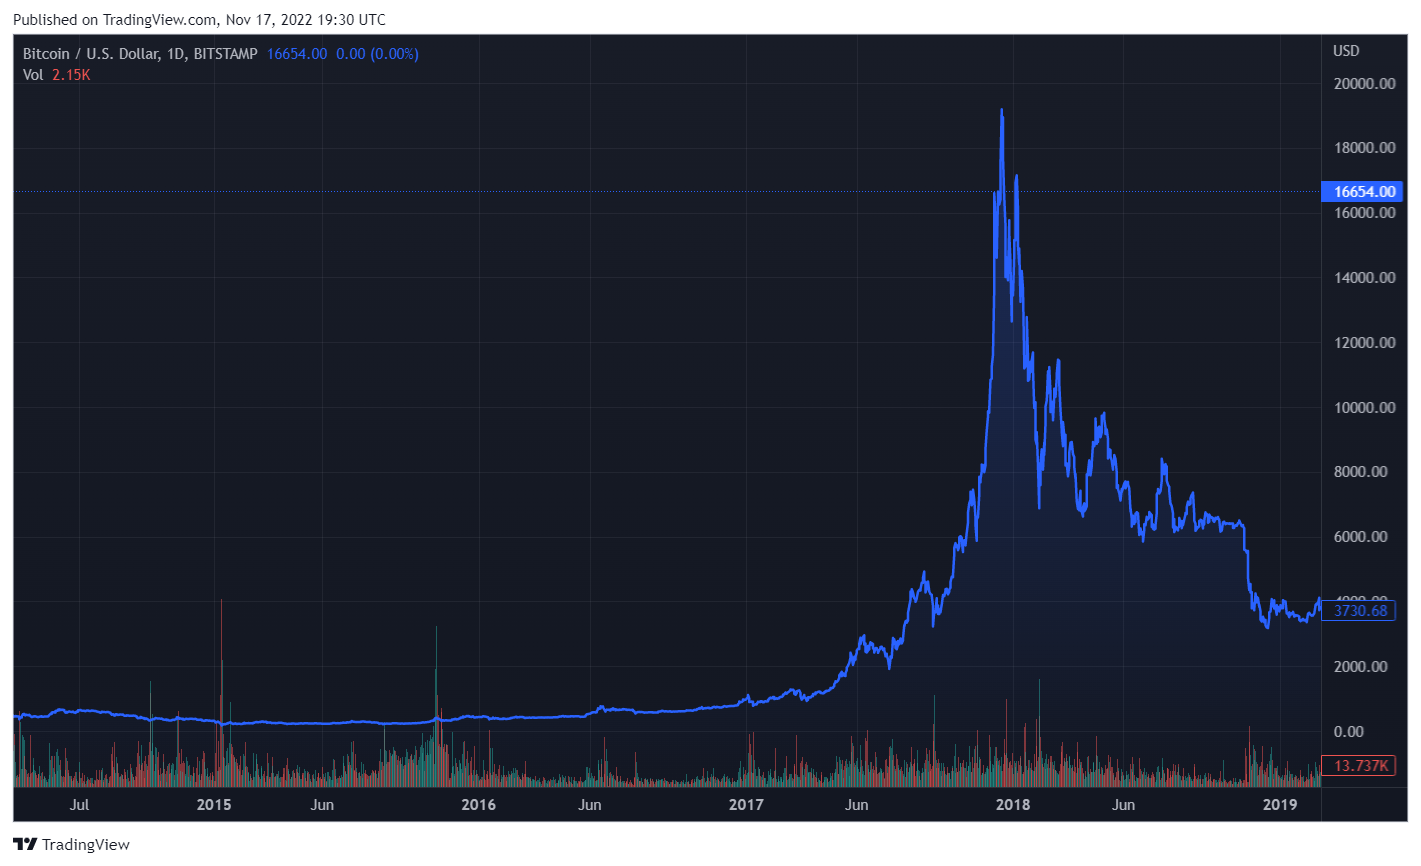 Published on TradingView.com, Nov 17, 2022 19:30 UTC
Bitcoin / U.S. Dollar, 1D, BITSTAMP 16654.00 0.00 (0.00%)
Vol 2.15K
USD
20000.00
18000.00
16654.00
16000.00
14000.00
12000.00
10000.00
8000.00
6000.00
4000.00
3730.68
2000.00
0.00
13.737K
Jul 2015 Jun 2016 Jun 2017 Jun 2018 Jun 2019
TradingView